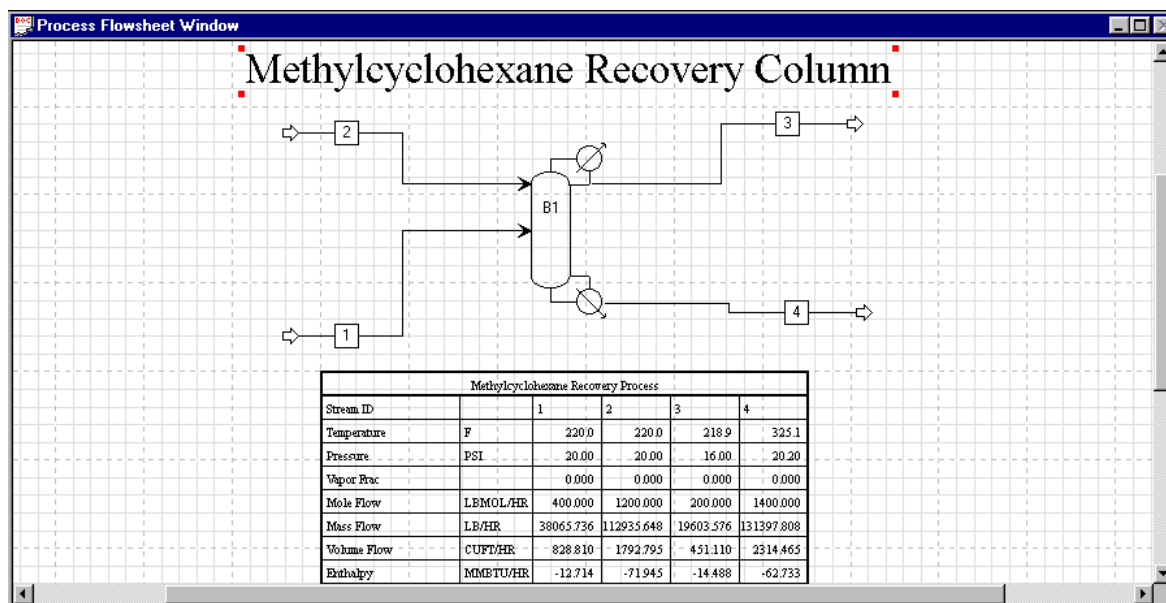 DOC Process Flowsheet Window
Methylcyclohexane Recovery Column
2
3
B1
4
1
Methylcyclohexane Recovery Process
Stream ID 1 2 3 4
Temperature F 220.0 220.0 218.9 325.1
Pressure PSI 20.00 20.00 16.00 20.20
Vapor Frac 0.000 0.000 0.000 0.000
Mole Flow LBMOL/HR 400.000 1200.000 200.000 1400.000
Mass Flow LB/HR 38065.736 112935.648 19603.576 131397.808
Volume Flow CUFT/HR 828.810 1792.795 451.110 2314.465
Enthalpy MMBTU/HR -12.714 -71.945 -14.488 -62.733